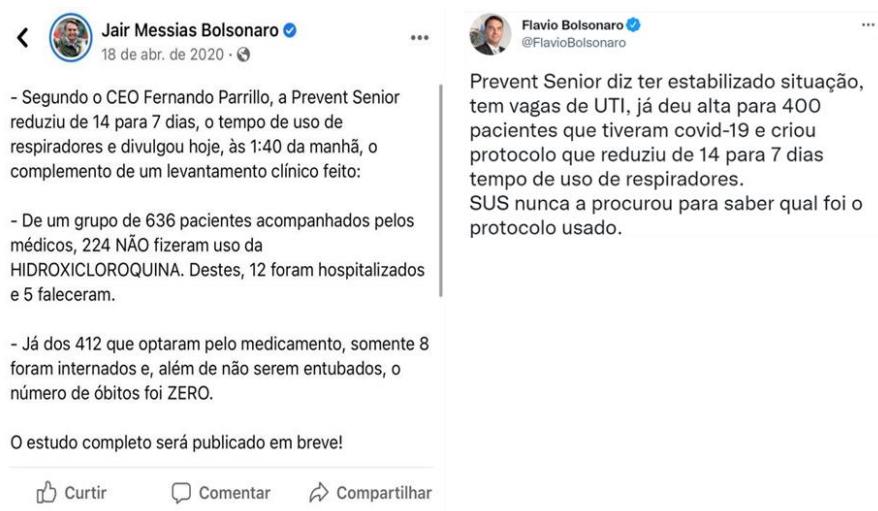 Jair Messias Bolsonaro
18 de abr. de 2020 ·
- Segundo o CEO Fernando Parrillo, a Prevent Senior
reduziu de 14 para 7 dias, o tempo de uso de
respiradores e divulgou hoje, às 1:40 da manhã, o
complemento de um levantamento clínico feito:
- De um grupo de 636 pacientes acompanhados pelos
médicos, 224 NÃO fizeram uso da
HIDROXICLOROQUINA. Destes, 12 foram hospitalizados
e 5 faleceram.
- Já dos 412 que optaram pelo medicamento, somente 8
foram internados e, além de não serem entubados, o
número de óbitos foi ZERO.
O estudo completo será publicado em breve!
Curtir Comentar Compartilhar
Flavio Bolsonaro
@FlavioBolsonaro
Prevent Senior diz ter estabilizado situação,
tem vagas de UTI, já deu alta para 400
pacientes que tiveram covid-19 e criou
protocolo que reduziu de 14 para 7 dias
tempo de uso de respiradores.
SUS nunca a procurou para saber qual foi o
protocolo usado.